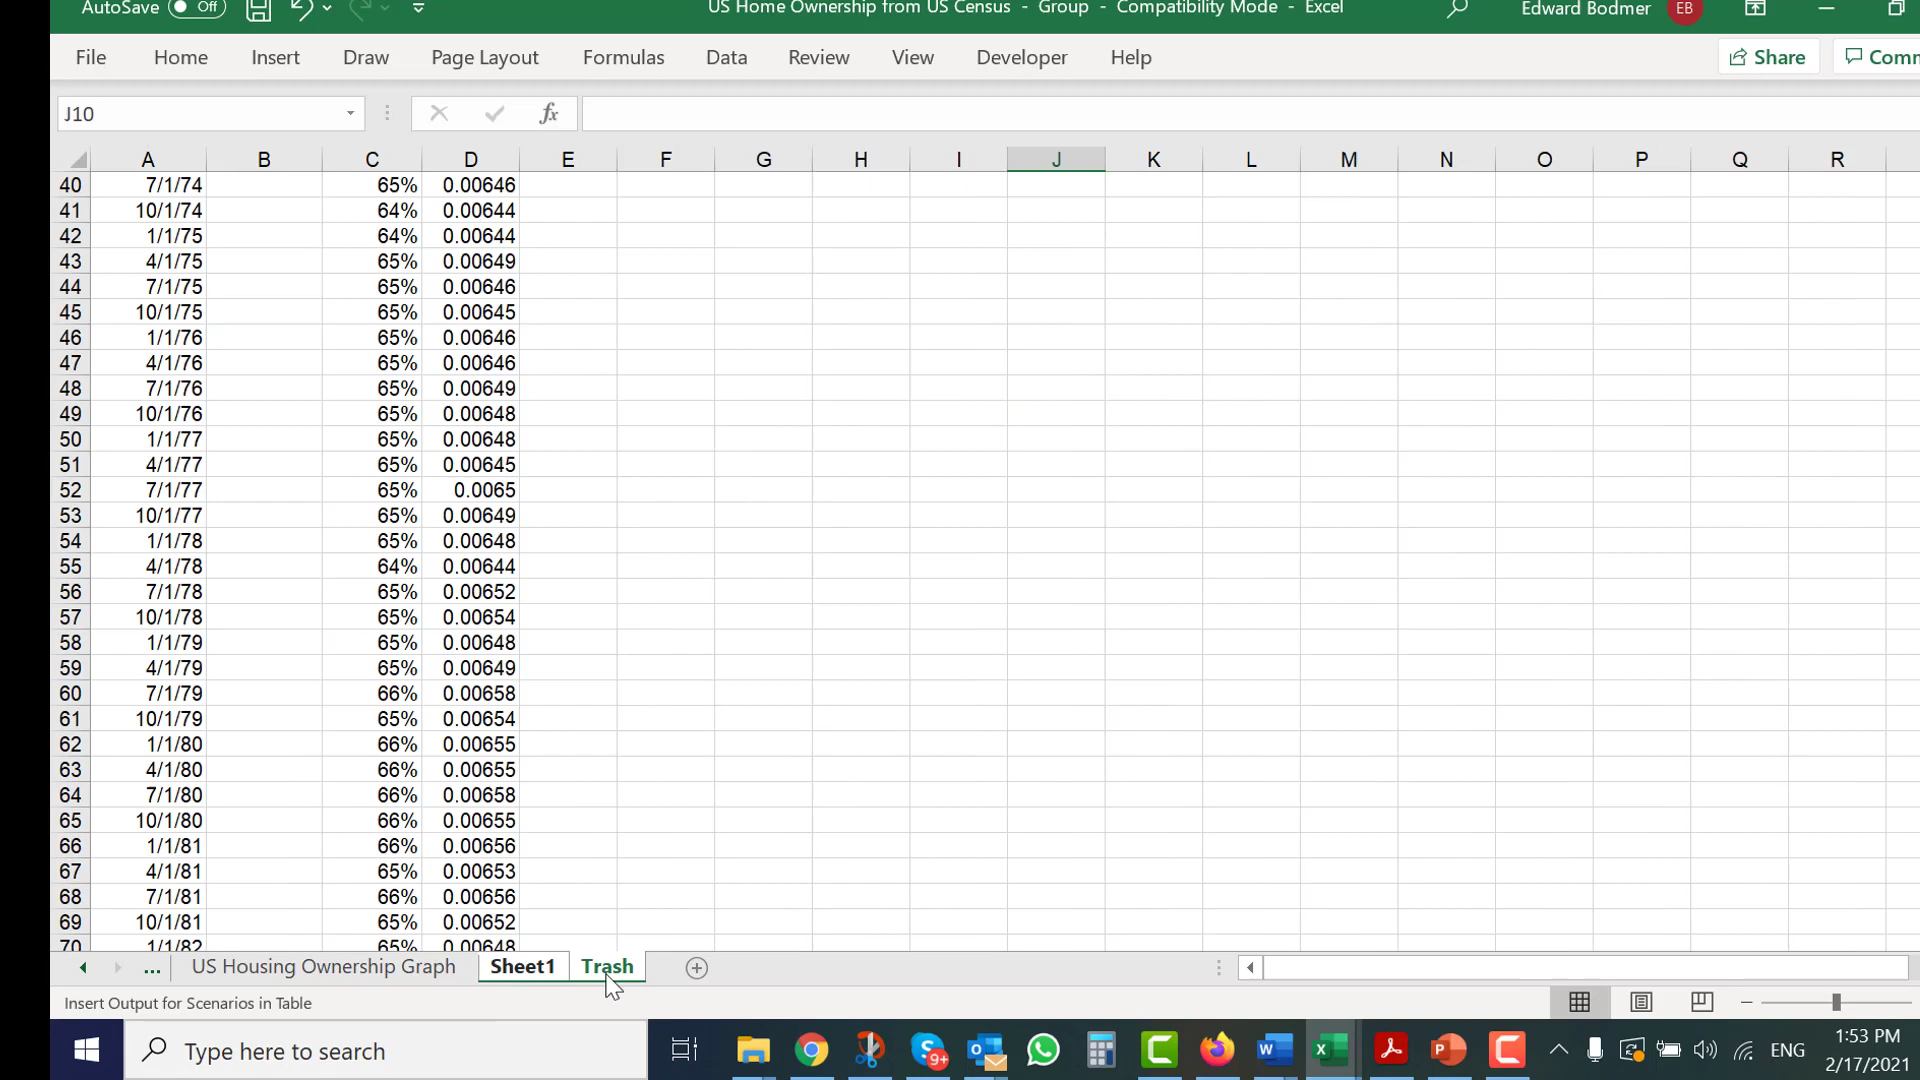 AutoSave Off US Home Ownership from US Census - Group - Compatibility Mode - Excel Edward Bodmer EB
File Home Insert Draw Page Layout Formulas Data Review View Developer Help Share Comm
J10 fx
A B C D E F G H I J K L M N O P Q R
40 7/1/74 65% 0.00646
41 10/1/74 64% 0.00644
42 1/1/75 64% 0.00644
43 4/1/75 65% 0.00649
44 7/1/75 65% 0.00646
45 10/1/75 65% 0.00645
46 1/1/76 65% 0.00646
47 4/1/76 65% 0.00646
48 7/1/76 65% 0.00649
49 10/1/76 65% 0.00648
50 1/1/77 65% 0.00648
51 4/1/77 65% 0.00645
52 7/1/77 65% 0.0065
53 10/1/77 65% 0.00649
54 1/1/78 65% 0.00648
55 4/1/78 64% 0.00644
56 7/1/78 65% 0.00652
57 10/1/78 65% 0.00654
58 1/1/79 65% 0.00648
59 4/1/79 65% 0.00649
60 7/1/79 66% 0.00658
61 10/1/79 65% 0.00654
62 1/1/80 66% 0.00655
63 4/1/80 66% 0.00655
64 7/1/80 66% 0.00658
65 10/1/80 66% 0.00655
66 1/1/81 66% 0.00656
67 4/1/81 65% 0.00653
68 7/1/81 66% 0.00656
69 10/1/81 65% 0.00652
70 1/1/82 65% 0.00648
... US Housing Ownership Graph Sheet1 Trash
Insert Output for Scenarios in Table
Type here to search 9+ ENG 1:53 PM
2/17/2021